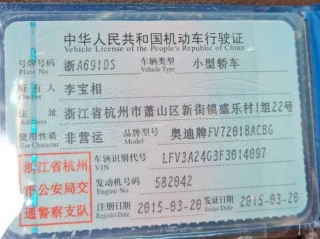 中华人民共和国机动车行驶证
Vehicle License of the People's Republic of China
号牌号码 浙A691DS 车辆类型 小型轿车
Plate No. Vehicle Type
所有人 李宝相
Owner
住址 浙江省杭州市萧山区新街镇盛乐村1组22号
Address
使用性质 非营运 品牌型号 奥迪牌FV7201BACBG
Use Character Model
浙江省杭州市公安局交通警察支队
车辆识别代号 LFV3A24G3F3014097
VIN
发动机号码 582042
Engine No.
注册日期 2015-03-20 发证日期 2015-03-20
Register Date Issue Date